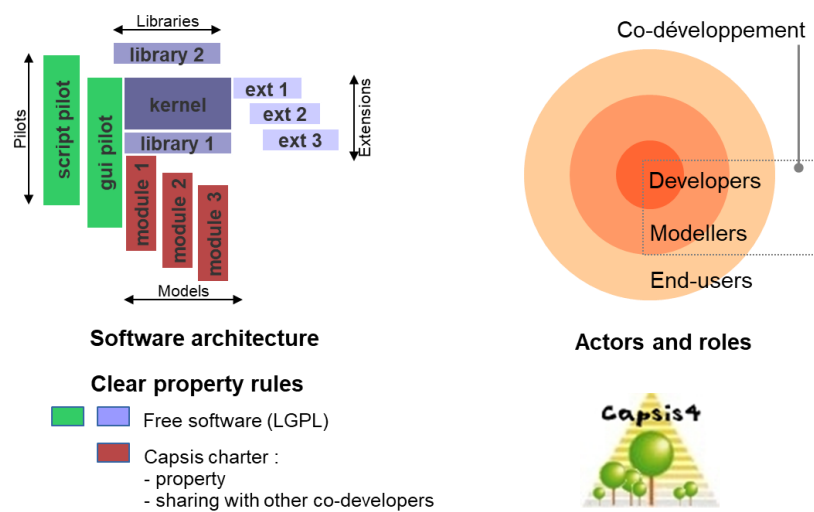 Libraries
library 2
Pilots
script pilot
gui pilot
kernel
library 1
ext 1
ext 2
ext 3
Extensions
module 1
module 2
module 3
Models
Software architecture
Clear property rules
Free software (LGPL)
Capsis charter :
- property
- sharing with other co-developers
Co-développement
Developers
Modellers
End-users
Actors and roles
Capsis4